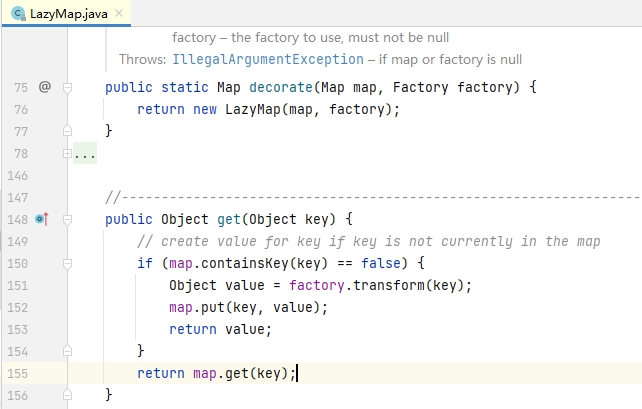 LazyMap.java
factory – the factory to use, must not be null
Throws: IllegalArgumentException – if map or factory is null
75 @ public static Map decorate(Map map, Factory factory) {
76 return new LazyMap(map, factory);
77 }
78 ...
146
147 //------------------------------------------------------------------
148 public Object get(Object key) {
149 // create value for key if key is not currently in the map
150 if (map.containsKey(key) == false) {
151 Object value = factory.transform(key);
152 map.put(key, value);
153 return value;
154 }
155 return map.get(key);
156 }